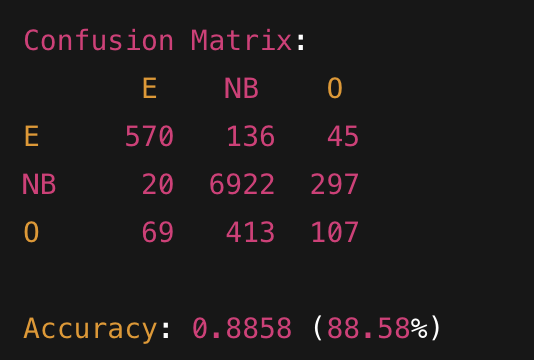 Confusion Matrix:
E NB O
E 570 136 45
NB 20 6922 297
O 69 413 107
Accuracy: 0.8858 (88.58%)